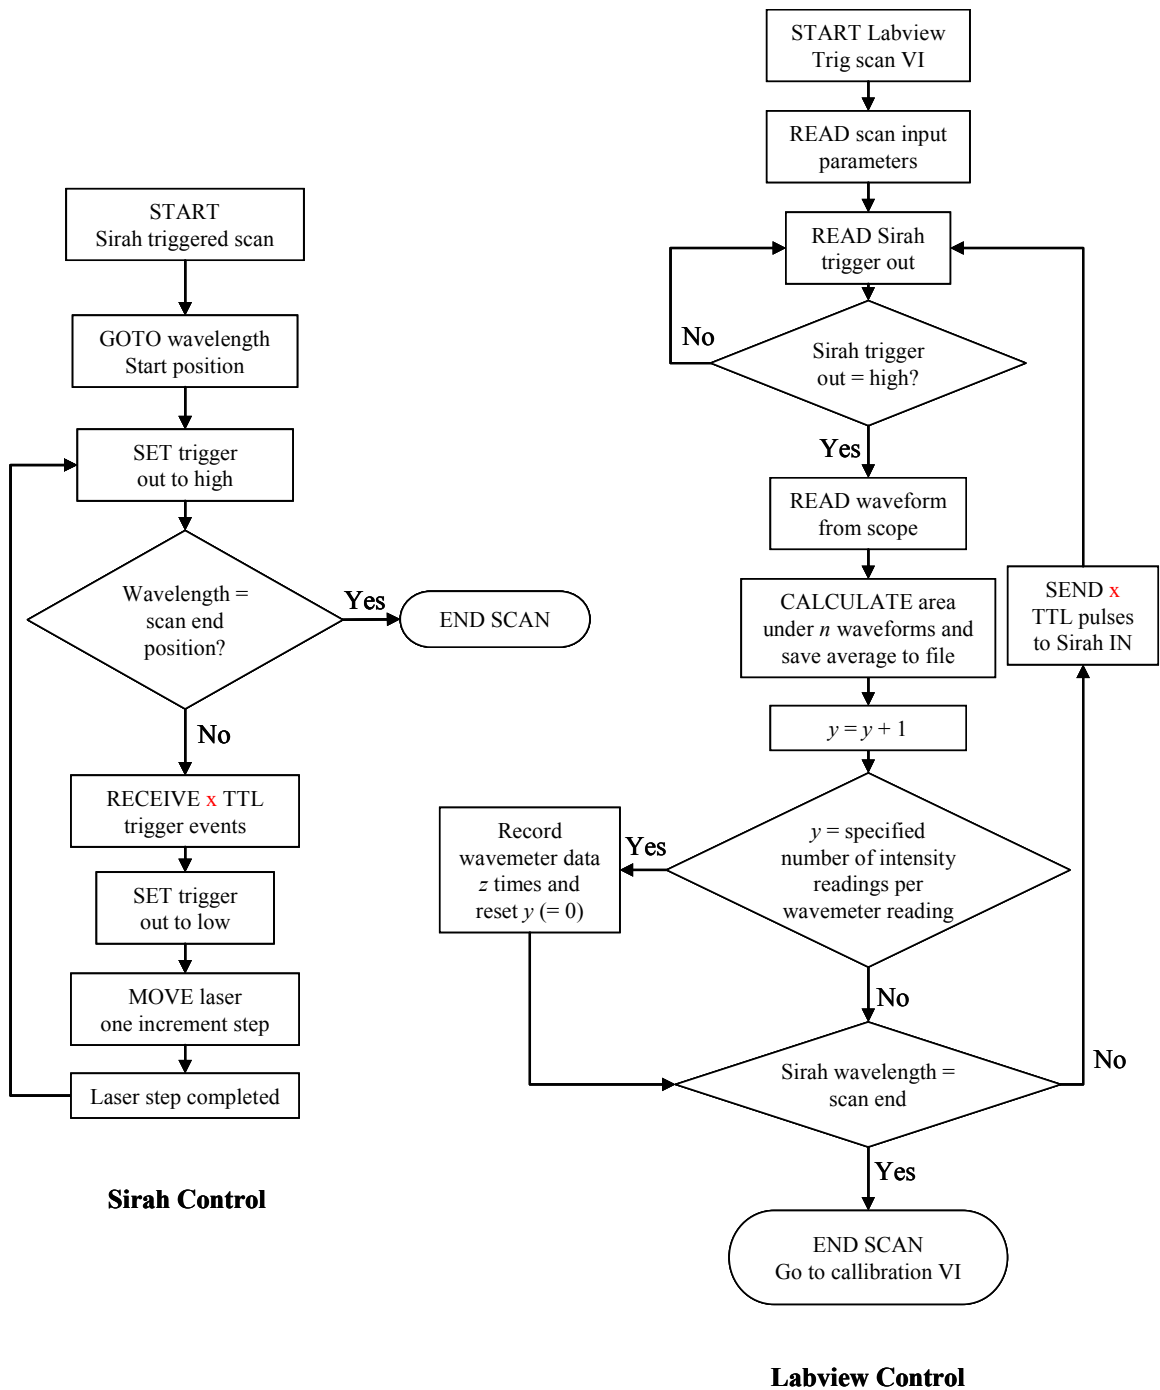 START
Sirah triggered scan
GOTO wavelength
Start position
SET trigger
out to high
Wavelength =
scan end
position?
Yes
END SCAN
No
RECEIVE x TTL
trigger events
SET trigger
out to low
MOVE laser
one increment step
Laser step completed
Sirah Control
START Labview
Trig scan VI
READ scan input
parameters
READ Sirah
trigger out
No
Sirah trigger
out = high?
Yes
READ waveform
from scope
CALCULATE area
under n waveforms and
save average to file
SEND x
TTL pulses
to Sirah IN
y = y + 1
Record
wavemeter data
z times and
reset y (= 0)
Yes
y = specified
number of intensity
readings per
wavemeter reading
No
Sirah wavelength =
scan end
No
Yes
END SCAN
Go to callibration VI
Labview Control